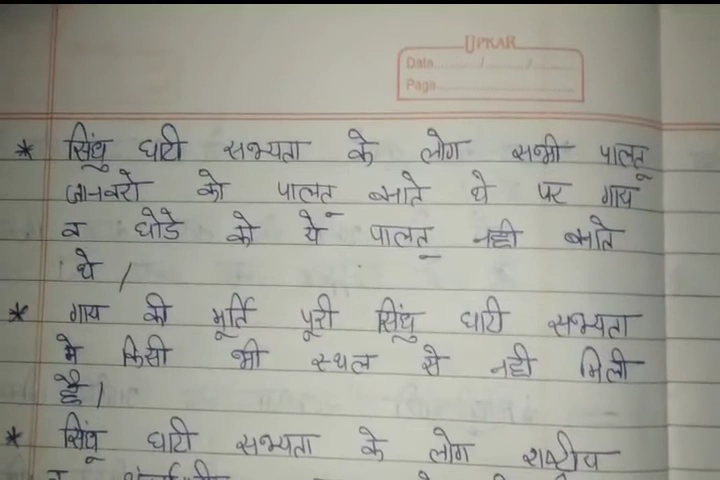 UPKAR
Date....../....../......
Page..................
* सिंधु घाटी सभ्यता के लोग सभी पालतू
जानवरो को पालतू बनाते थे पर गाय
व घोडे को ये पालतू नही बनाते
थे /
* गाय की मूर्ति पूरी सिंधु घाटी सभ्यता
मे किसी भी स्थल से नही मिली
है /
* सिंधु घाटी सभ्यता के लोग राष्ट्रीय
व